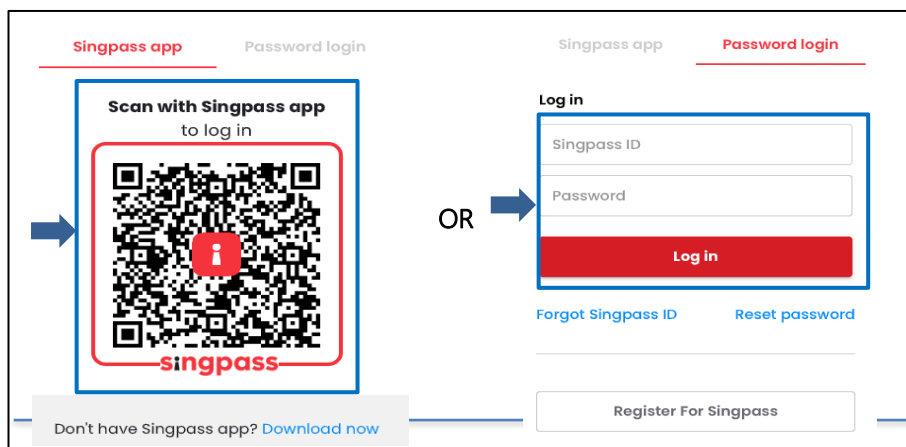 Singpass app Password login
Scan with Singpass app
to log in
singpass
Don't have Singpass app? Download now
OR
Singpass app Password login
Log in
Singpass ID
Password
Log in
Forgot Singpass ID Reset password
Register For Singpass